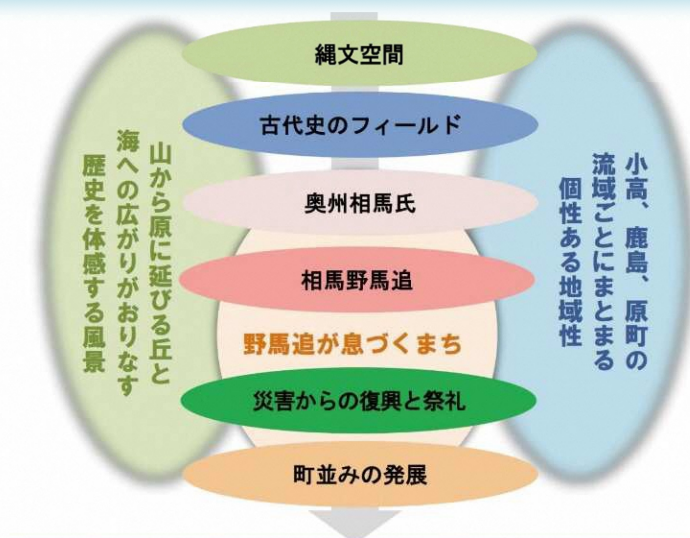 縄文空間
古代史のフィールド
奥州相馬氏
相馬野馬追
野馬追が息づくまち
災害からの復興と祭礼
町並みの発展
山から原に延びる丘と
海への広がりがおりなす
歴史を体感する風景
小高、鹿島、原町の
流域ごとにまとまる
個性ある地域性